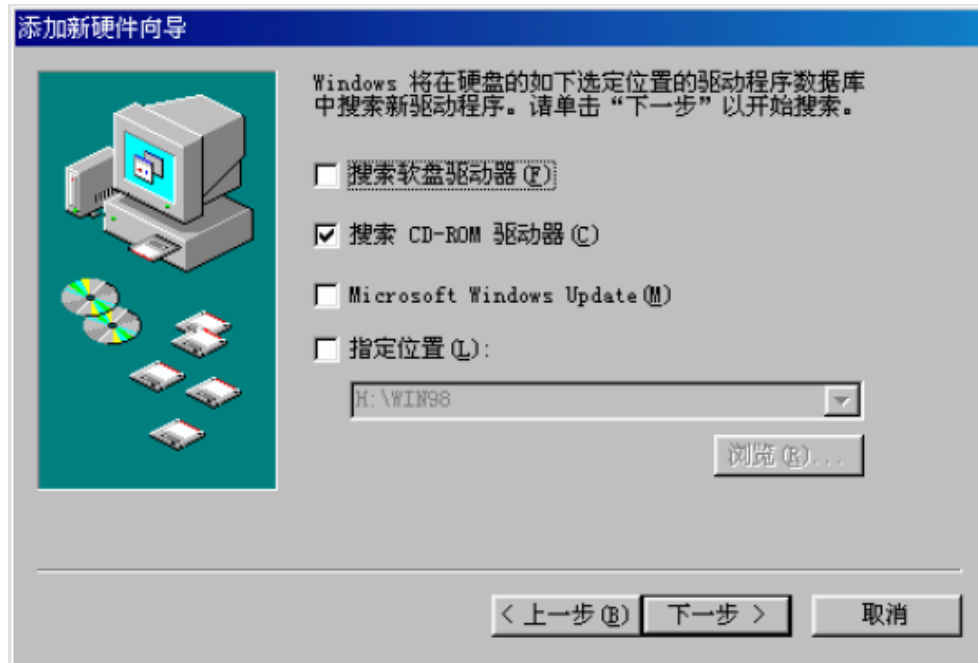 添加新硬件向导
Windows 将在硬盘的如下选定位置的驱动程序数据库
中搜索新驱动程序。请单击“下一步”以开始搜索。
搜索软盘驱动器(F)
搜索 CD-ROM 驱动器(C)
Microsoft Windows Update(M)
指定位置(L):
H:\WIN98
浏览(R)...
< 上一步(B)
下一步 >
取消